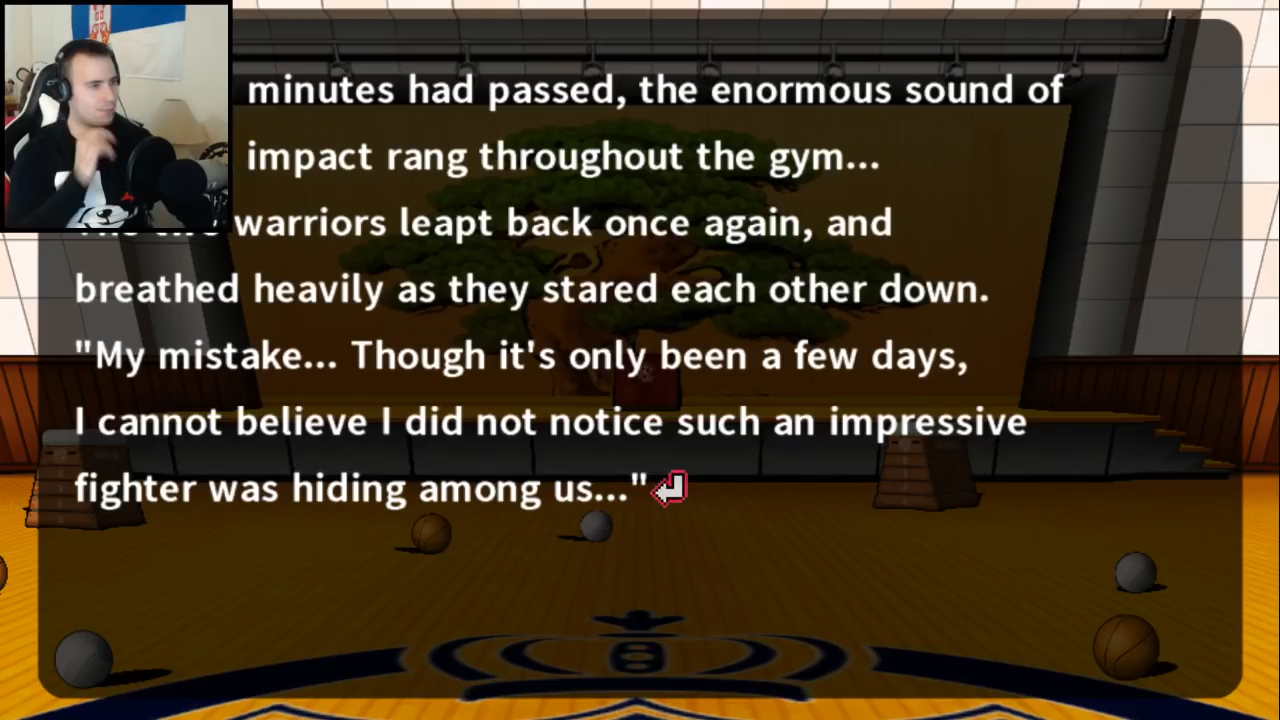 minutes had passed, the enormous sound of
impact rang throughout the gym...
warriors leapt back once again, and
breathed heavily as they stared each other down.
"My mistake... Though it's only been a few days,
I cannot believe I did not notice such an impressive
fighter was hiding among us..."